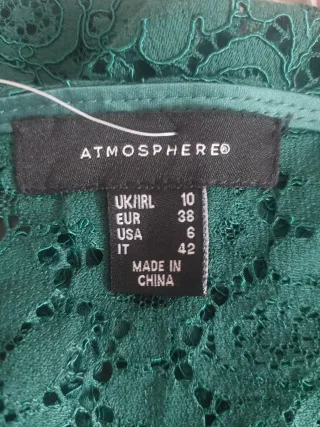 ATMOSPHERE®
UK/IRL 10
EUR 38
USA 6
IT 42
MADE IN
CHINA